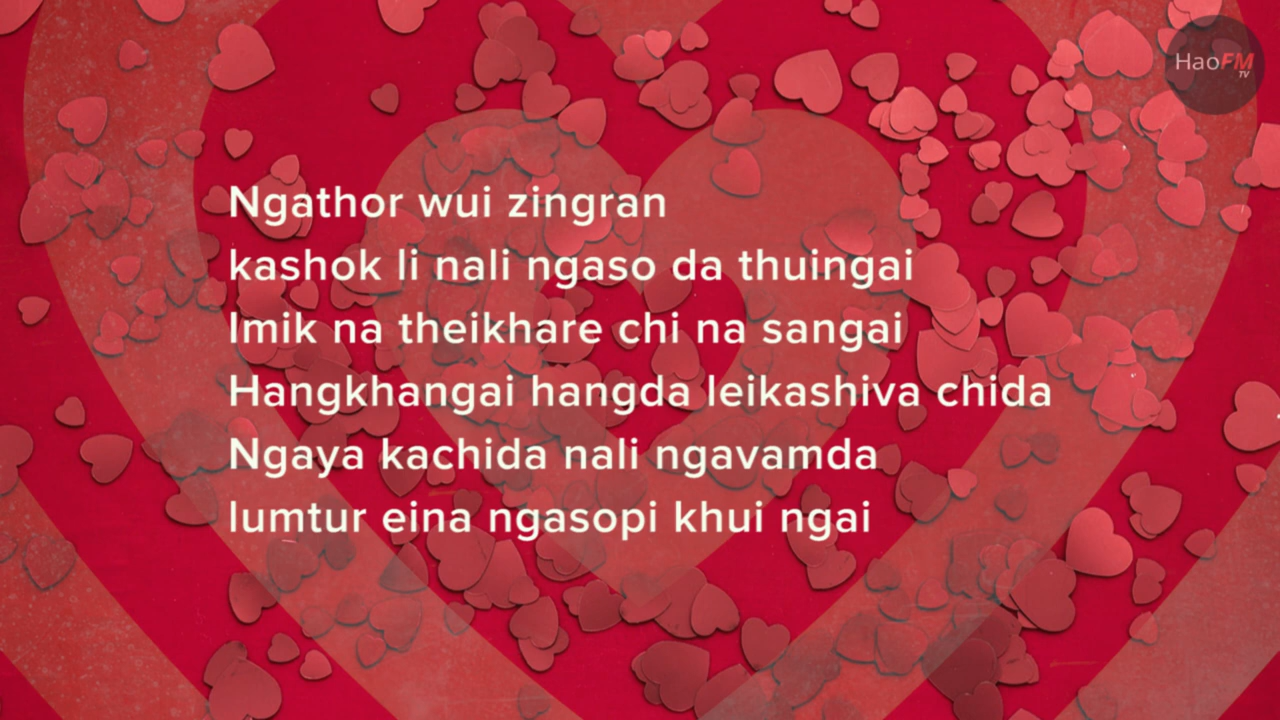 HaoFM
TV
Ngathor wui zingran
kashok li nali ngaso da thuingai
Imik na theikhare chi na sangai
Hangkhangai hangda leikashiva chida
Ngaya kachida nali ngavamda
lumtur eina ngasopi khui ngai